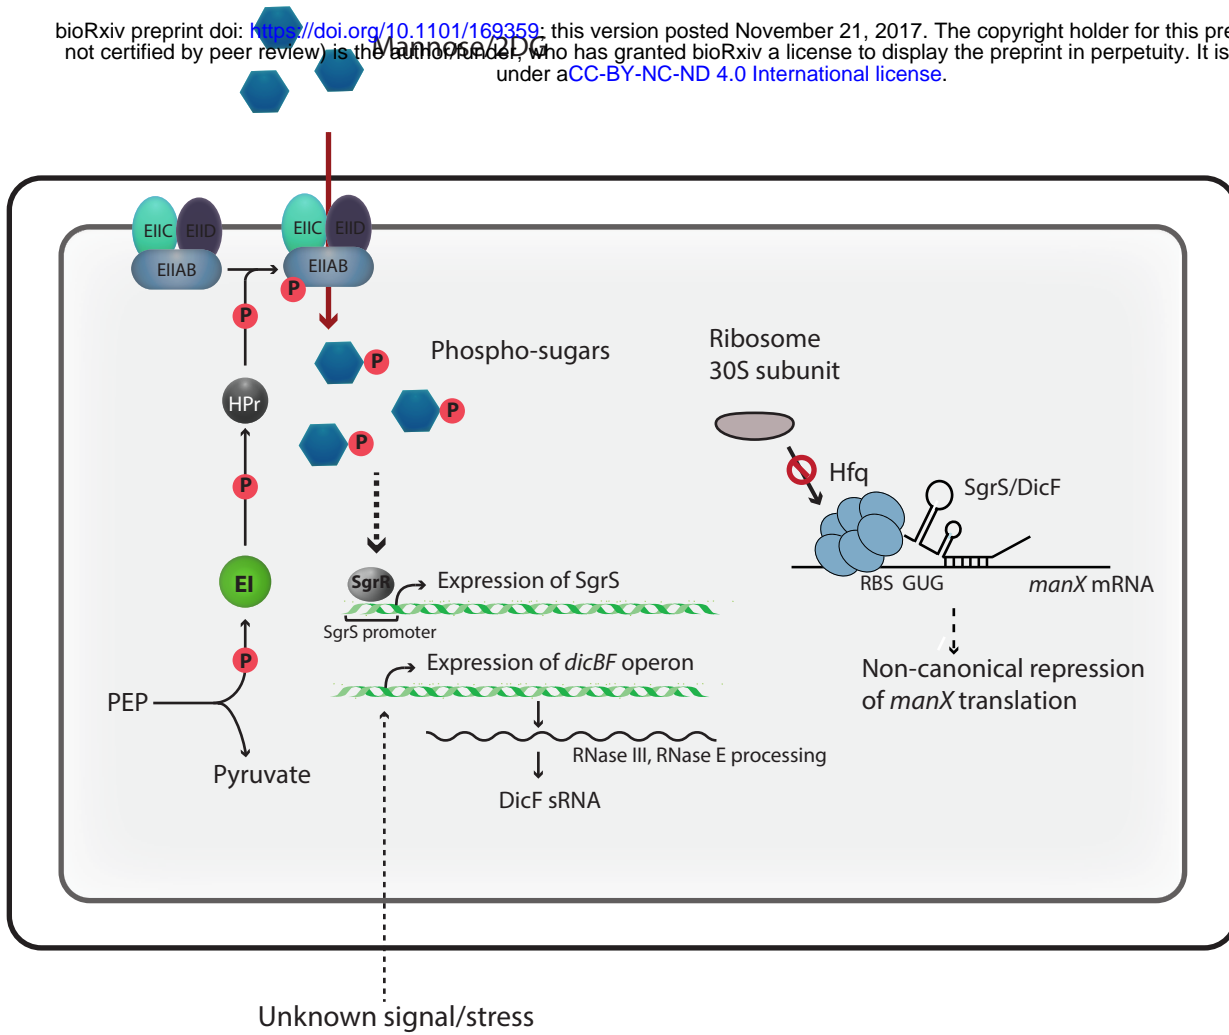 bioRxiv preprint doi: https://doi.org/10.1101/169359; this version posted November 21, 2017. The copyright holder for this pre
not certified by peer review) is the author/funder, who has granted bioRxiv a license to display the preprint in perpetuity. It is
under aCC-BY-NC-ND 4.0 International license.
Mannose/2DG
EIIC EIID
EIIAB
EIIC EIID
EIIAB
P
P
HPr
P
EI
P
PEP
Pyruvate
Phospho-sugars
P
P
P
SgrR
Expression of SgrS
SgrS promoter
Expression of dicBF operon
RNase III, RNase E processing
DicF sRNA
Unknown signal/stress
Ribosome
30S subunit
Hfq
SgrS/DicF
RBS GUG
manX mRNA
Non-canonical repression
of manX translation